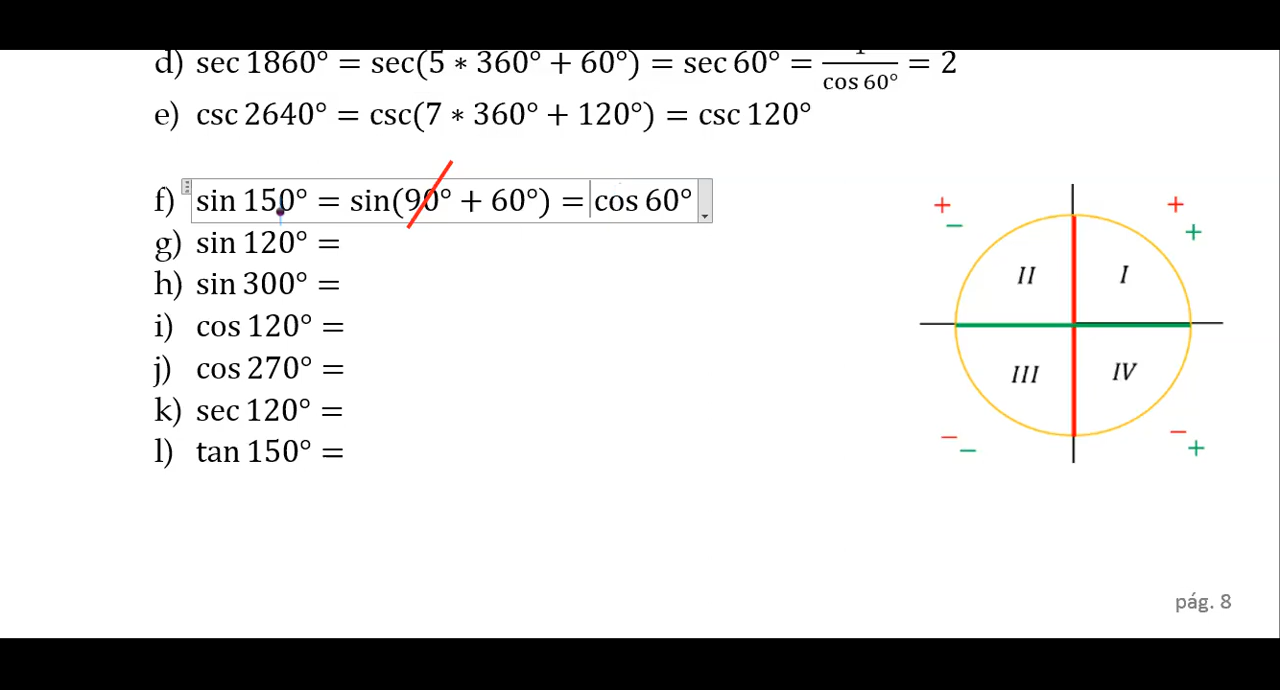 d) sec 1860° = sec(5 ∗ 360° + 60°) = sec 60° = 1/cos 60° = 2
e) csc 2640° = csc(7 ∗ 360° + 120°) = csc 120°
f) sin 150° = sin(90° + 60°) = cos 60°
g) sin 120° =
h) sin 300° =
i) cos 120° =
j) cos 270° =
k) sec 120° =
l) tan 150° =
+ +
− +
II I
III IV
− −
− +
pág. 8